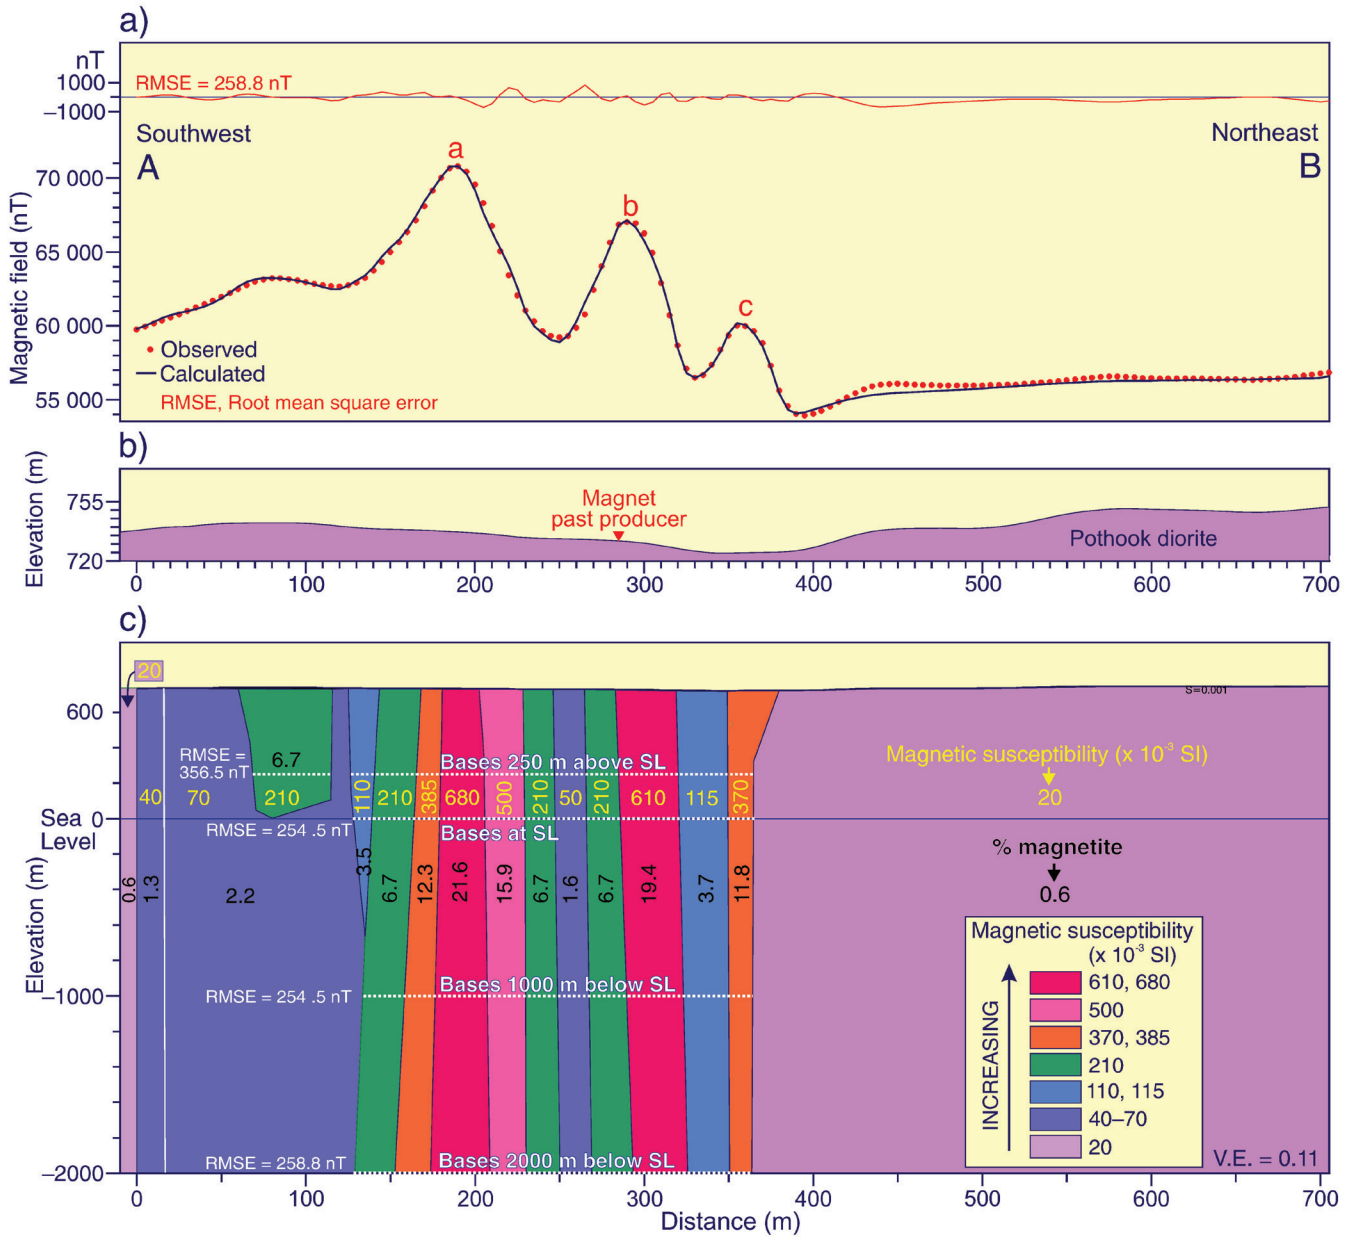 a)
nT
1000
−1000
RMSE = 258.8 nT
Southwest
Northeast
A
B
a
b
c
70 000
65 000
60 000
55 000
Magnetic field (nT)
Observed
Calculated
RMSE, Root mean square error
b)
Elevation (m)
755
720
Magnet
past producer
Pothook diorite
0 100 200 300 400 500 600 700
c)
20
S=0.001
600
Sea 0
Level
−1000
−2000
Elevation (m)
RMSE =
356.5 nT
6.7
Bases 250 m above SL
Magnetic susceptibility (x 10-3 SI)
20
40 70 210 110 210 385 680 500 210 50 210 610 115 370
RMSE = 254 .5 nT
Bases at SL
% magnetite
0.6
0.6 1.3 2.2 3.5 6.7 12.3 21.6 15.9 6.7 1.6 6.7 19.4 3.7 11.8
RMSE = 254 .5 nT
Bases 1000 m below SL
RMSE = 258.8 nT
Bases 2000 m below SL
Magnetic susceptibility
(x 10-3 SI)
INCREASING
610, 680
500
370, 385
210
110, 115
40–70
20
V.E. = 0.11
0 100 200 300 400 500 600 700
Distance (m)